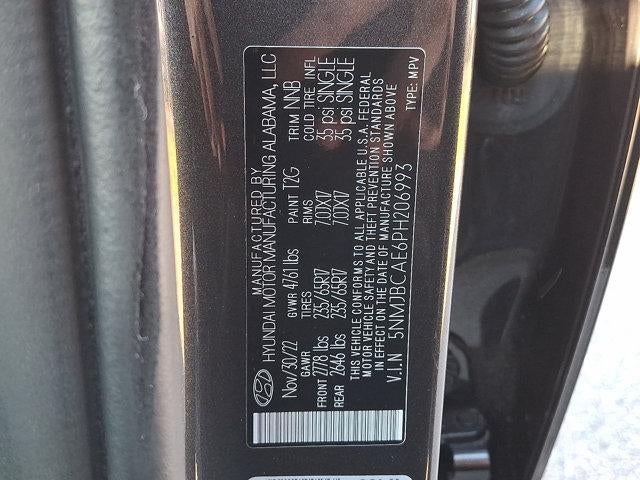 MANUFACTURED BY
HYUNDAI MOTOR MANUFACTURING ALABAMA, LLC
Nov/30/22 GVWR 4761 lbs PAINT T2G TRIM NNB
GAWR TIRES RIMS COLD TIRE INFL
FRONT 2778 lbs 235/65R17 7.0JX17 35 psi SINGLE
REAR 2646 lbs 235/65R17 7.0JX17 35 psi SINGLE
THIS VEHICLE CONFORMS TO ALL APPLICABLE U.S.A. FEDERAL
MOTOR VEHICLE SAFETY AND THEFT PREVENTION STANDARDS
IN EFFECT ON THE DATE OF MANUFACTURE SHOWN ABOVE
V.I.N 5NMJBCAE6PH206993 TYPE: MPV